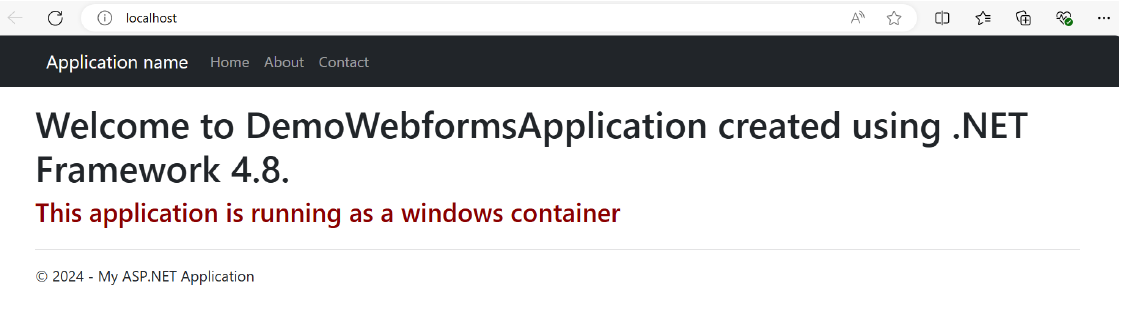 localhost
Application name Home About Contact
Welcome to DemoWebformsApplication created using .NET
Framework 4.8.
This application is running as a windows container
© 2024 - My ASP.NET Application